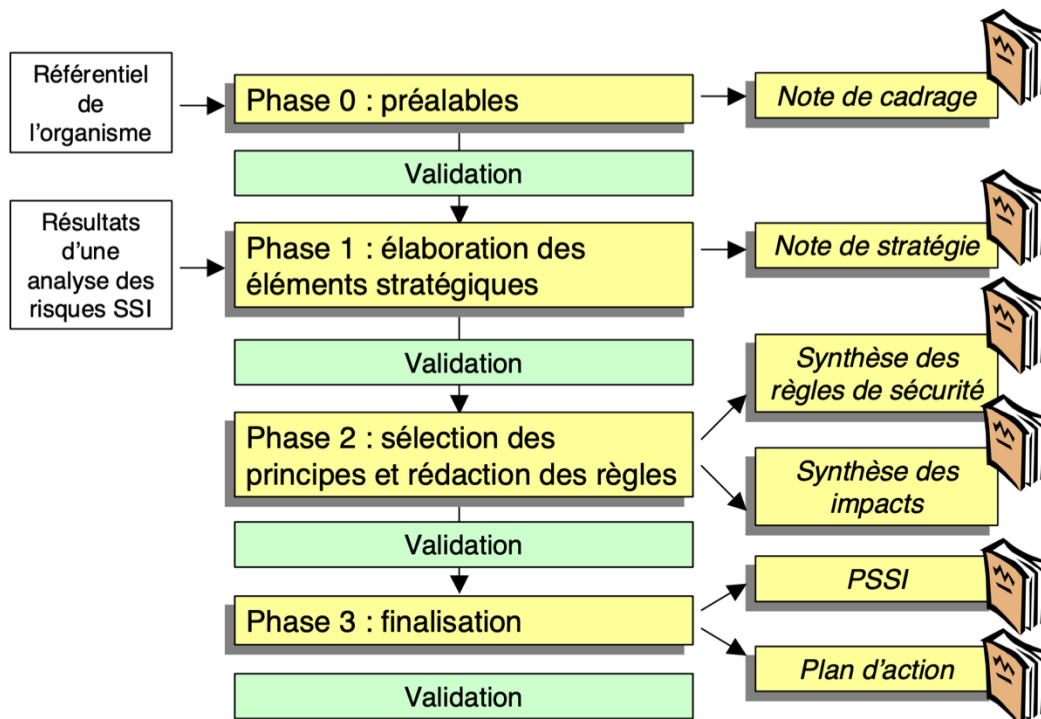 Référentiel
de
l'organisme
Phase 0 : préalables
Note de cadrage
Validation
Résultats
d'une
analyse des
risques SSI
Phase 1 : élaboration des
éléments stratégiques
Note de stratégie
Validation
Phase 2 : sélection des
principes et rédaction des règles
Synthèse des
règles de sécurité
Synthèse des
impacts
Validation
Phase 3 : finalisation
PSSI
Plan d'action
Validation